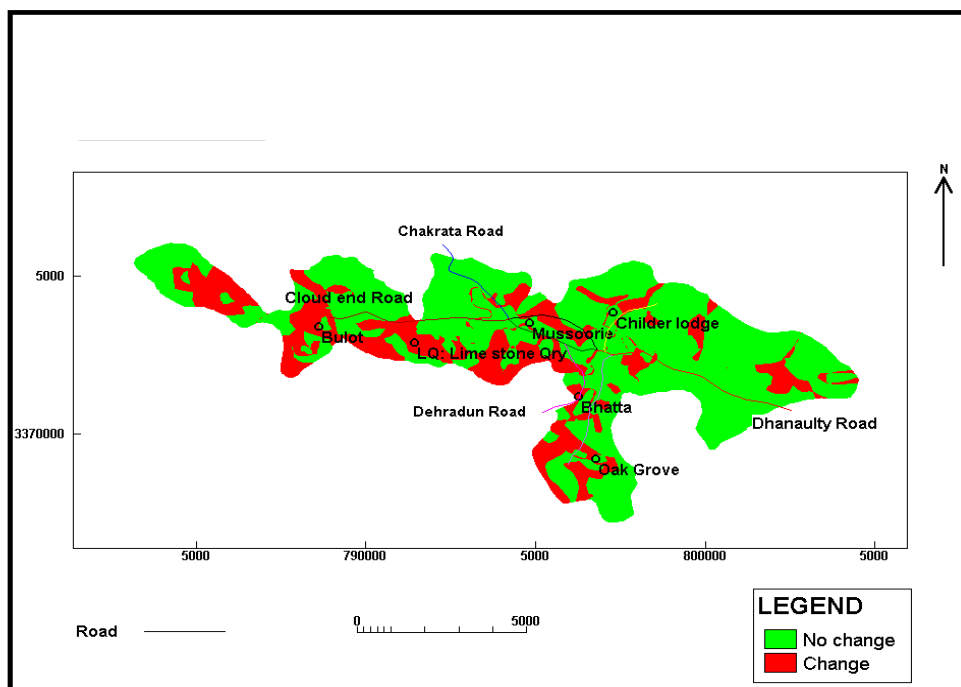 N
Chakrata Road
5000
Cloud end Road
Childer lodge
Bulot
Mussoorie
LQ: Lime stone Qry
Dehradun Road
Bhatta
Dhanaulty Road
3370000
Oak Grove
5000 790000 5000 800000 5000
LEGEND
Road
0 5000
No change
Change